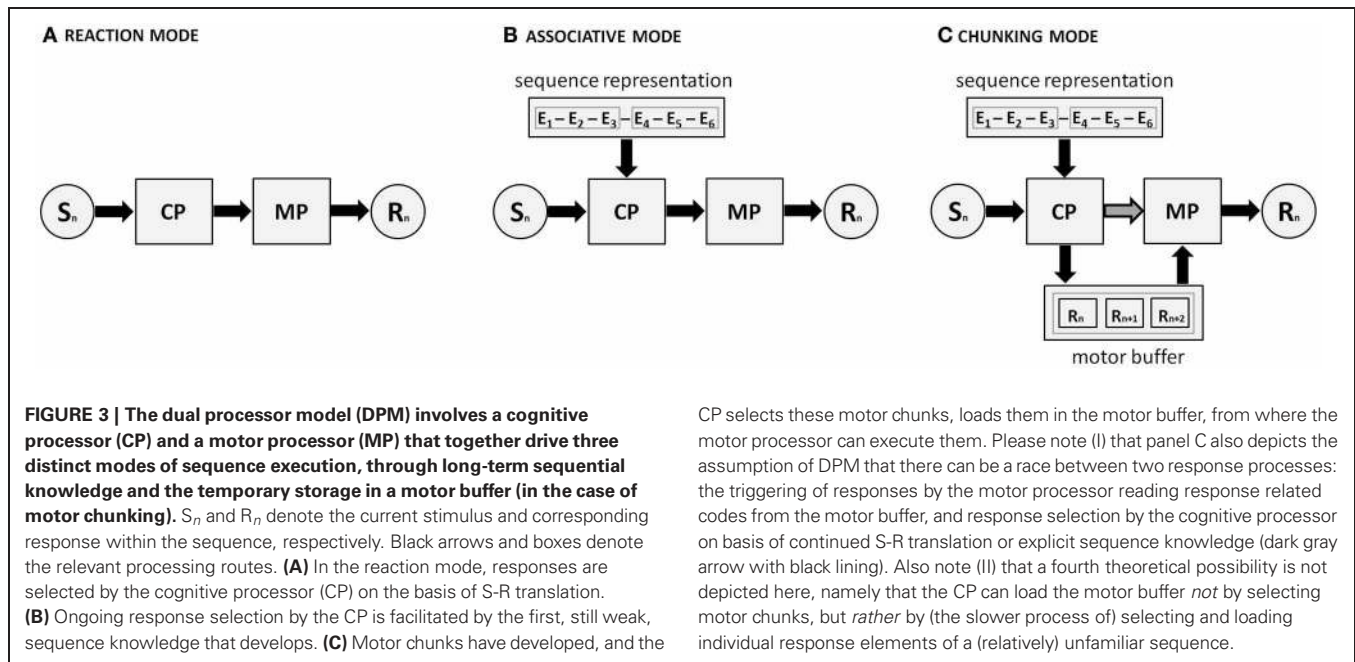 A REACTION MODE
Sn
CP
MP
Rn
B ASSOCIATIVE MODE
sequence representation
E1 – E2 – E3 – E4 – E5 – E6
Sn
CP
MP
Rn
C CHUNKING MODE
sequence representation
E1 – E2 – E3 – E4 – E5 – E6
Sn
CP
MP
Rn
Rn Rn+1 Rn+2
motor buffer
FIGURE 3 | The dual processor model (DPM) involves a cognitive
processor (CP) and a motor processor (MP) that together drive three
distinct modes of sequence execution, through long-term sequential
knowledge and the temporary storage in a motor buffer (in the case of
motor chunking). Sn and Rn denote the current stimulus and corresponding
response within the sequence, respectively. Black arrows and boxes denote
the relevant processing routes. (A) In the reaction mode, responses are
selected by the cognitive processor (CP) on the basis of S-R translation.
(B) Ongoing response selection by the CP is facilitated by the first, still weak,
sequence knowledge that develops. (C) Motor chunks have developed, and the
CP selects these motor chunks, loads them in the motor buffer, from where the
motor processor can execute them. Please note (I) that panel C also depicts the
assumption of DPM that there can be a race between two response processes:
the triggering of responses by the motor processor reading response related
codes from the motor buffer, and response selection by the cognitive processor
on basis of continued S-R translation or explicit sequence knowledge (dark gray
arrow with black lining). Also note (II) that a fourth theoretical possibility is not
depicted here, namely that the CP can load the motor buffer not by selecting
motor chunks, but rather by (the slower process of) selecting and loading
individual response elements of a (relatively) unfamiliar sequence.